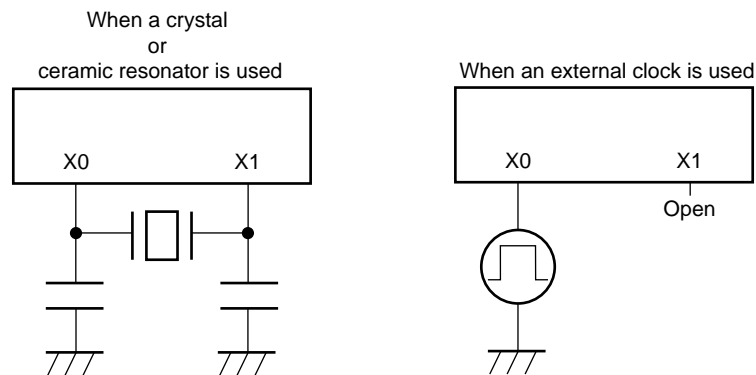 When a crystal
or
ceramic resonator is used
X0
X1
When an external clock is used
X0
X1
Open